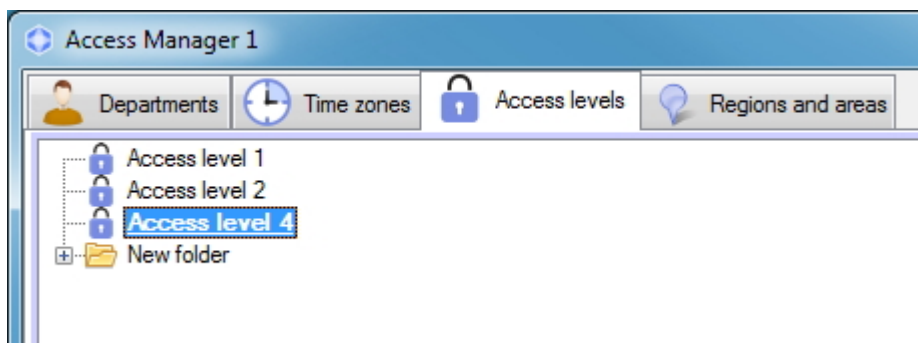 Access Manager 1
Departments Time zones Access levels Regions and areas
Access level 1
Access level 2
Access level 4
New folder